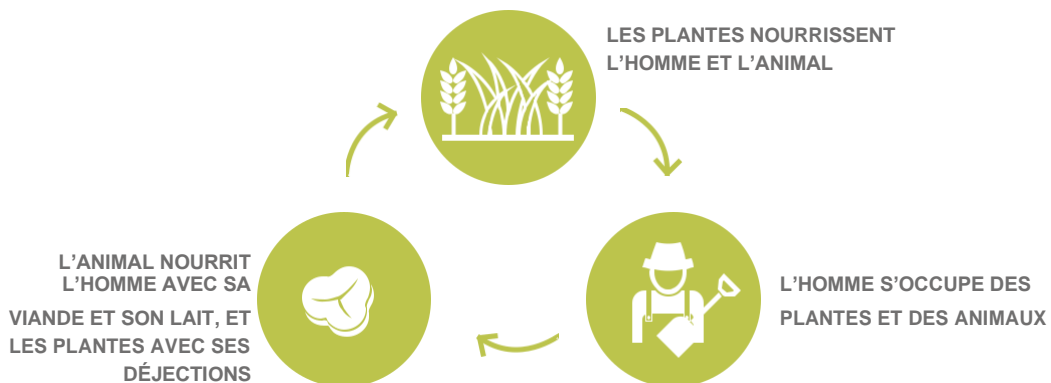 LES PLANTES NOURRISSENT
L’HOMME ET L’ANIMAL
L’ANIMAL NOURRIT
L’HOMME AVEC SA
VIANDE ET SON LAIT, ET
LES PLANTES AVEC SES
DÉJECTIONS
L’HOMME S’OCCUPE DES
PLANTES ET DES ANIMAUX